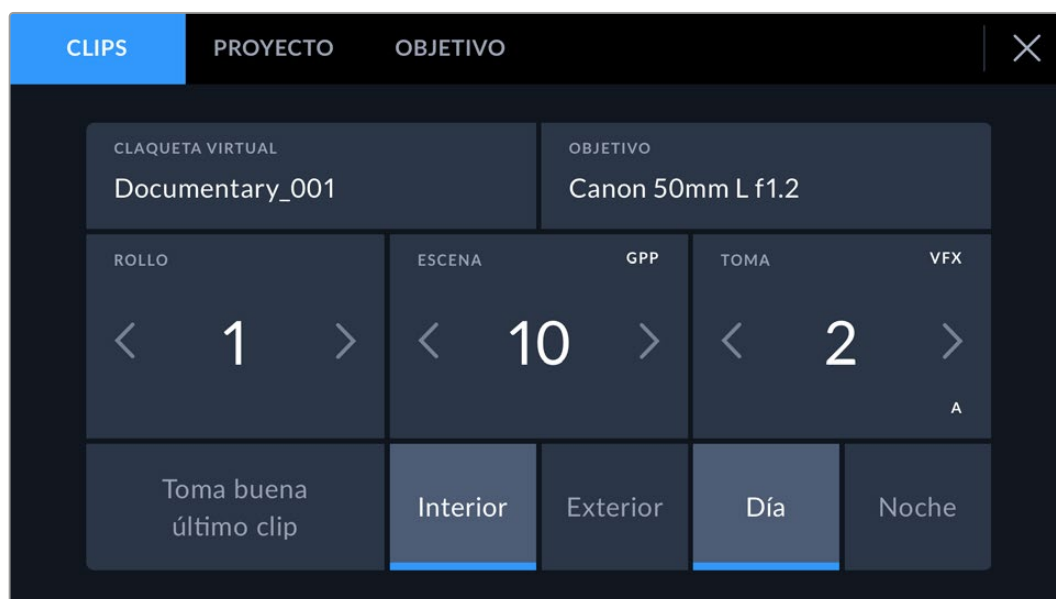 CLIPS PROYECTO OBJETIVO
CLAQUETA VIRTUAL
Documentary_001
OBJETIVO
Canon 50mm L f1.2
ROLLO
1
ESCENA GPP
10
TOMA VFX
2
A
Toma buena
último clip
Interior
Exterior
Día
Noche